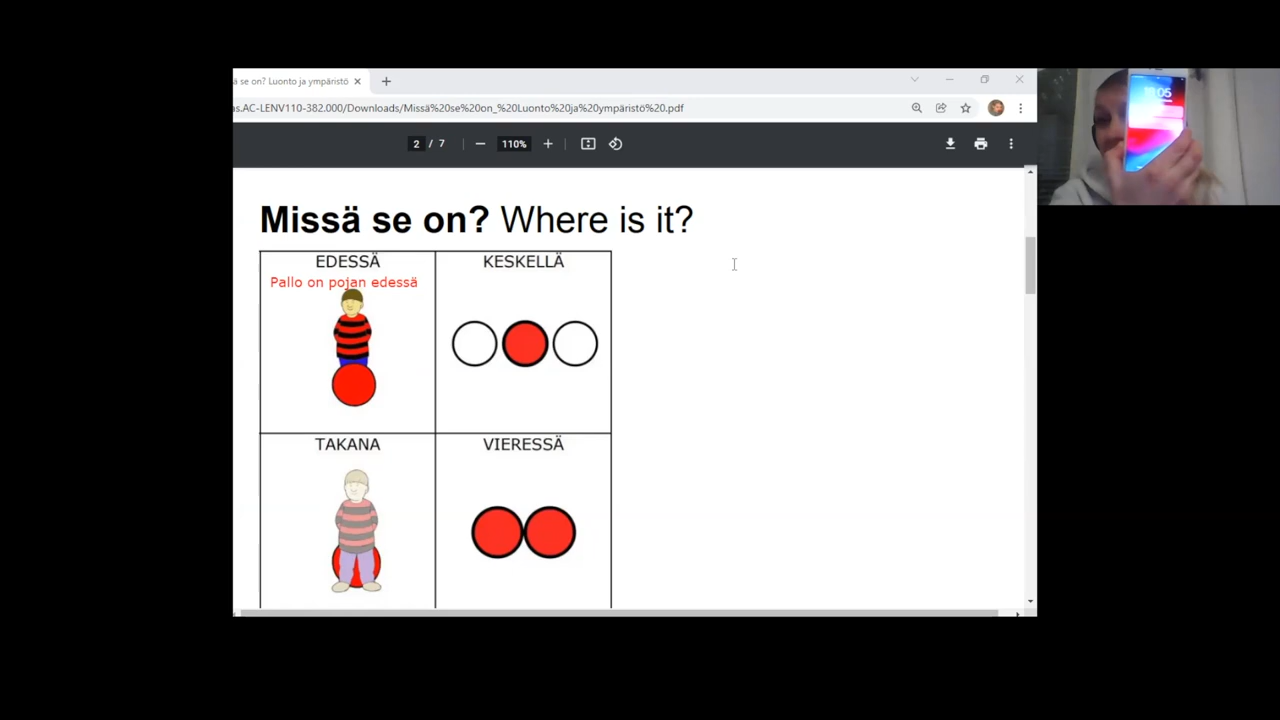 ä se on? Luonto ja ympäristö
as.AC-LENV110-382.000/Downloads/Missä%20se%20on_%20Luonto%20ja%20ympäristö%20.pdf
2 / 7
110%
Missä se on? Where is it?
EDESSÄ
KESKELLÄ
Pallo on pojan edessä
TAKANA
VIERESSÄ